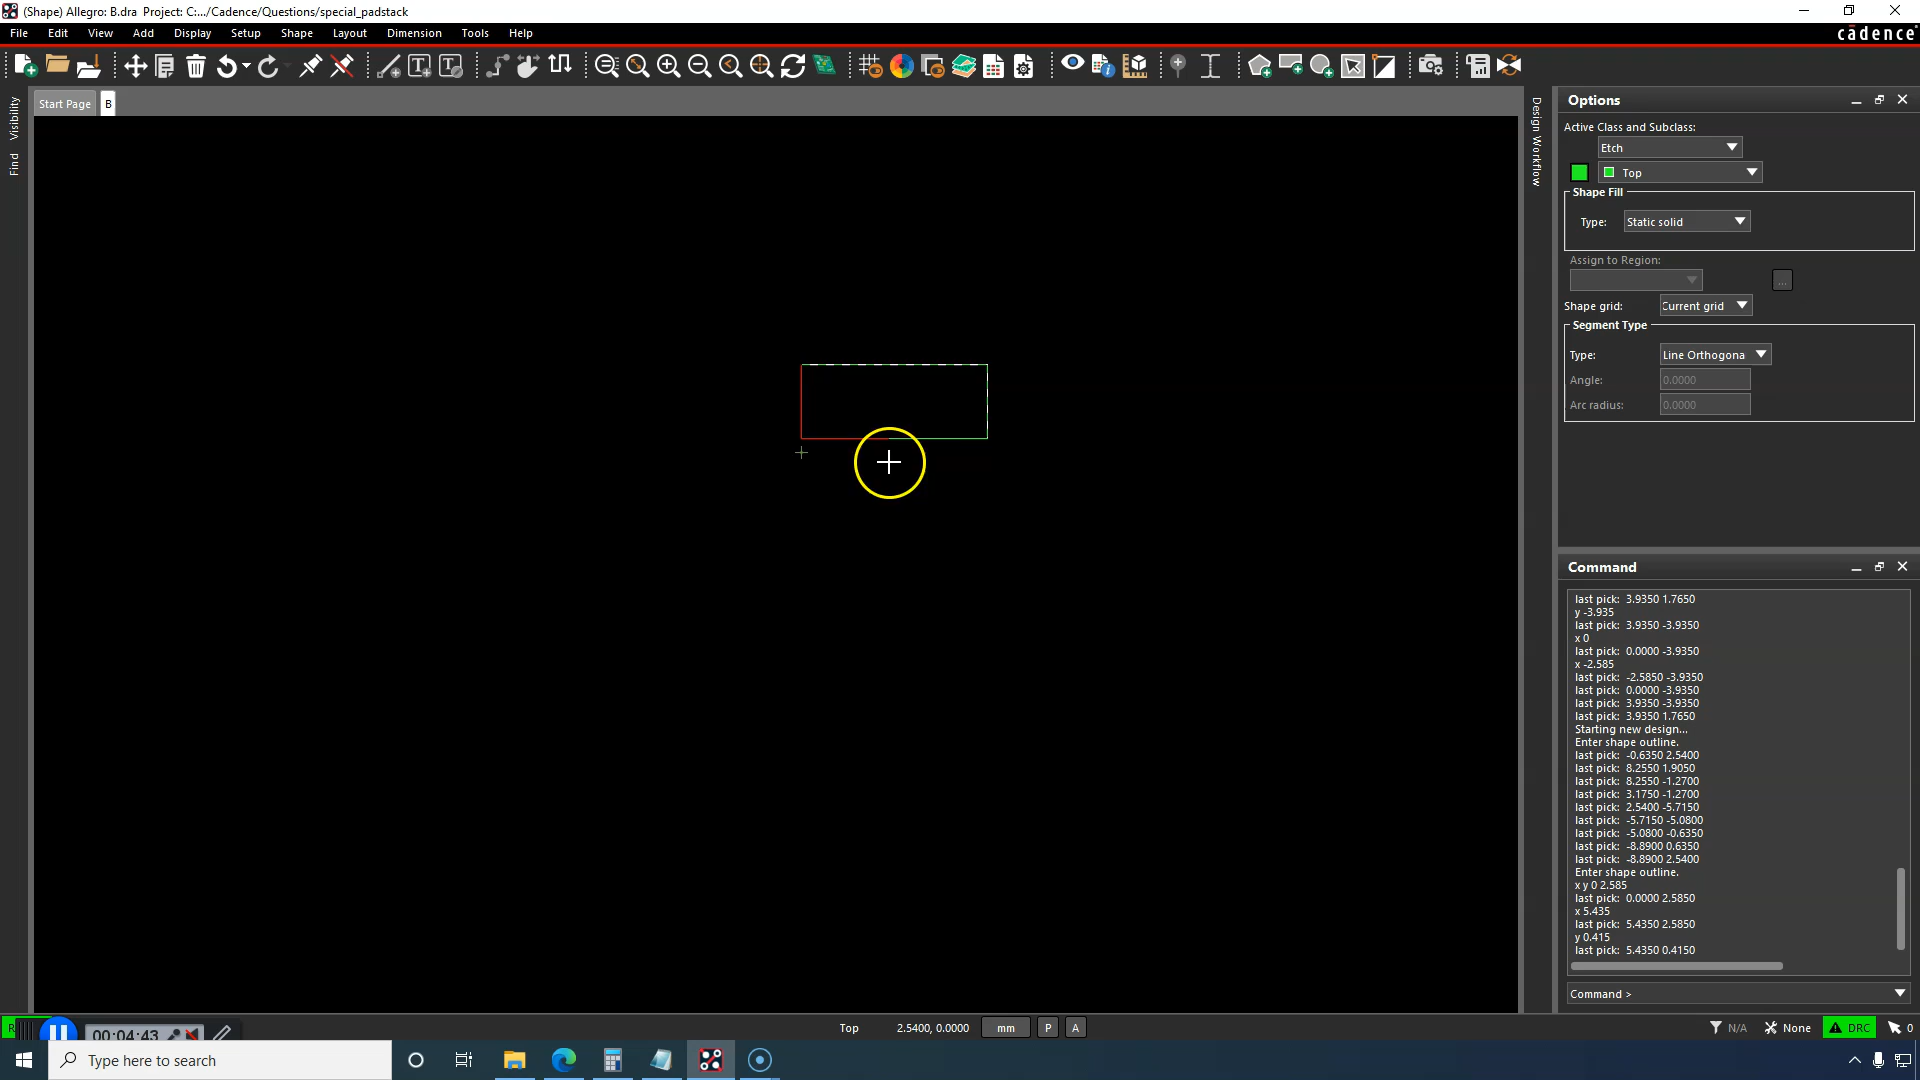 (Shape) Allegro: B.dra  Project: C:.../Cadence/Questions/special_padstack
File Edit View Add Display Setup Shape Layout Dimension Tools Help
cādence
Start Page B
Visibility
Find
Design Workflow
Options
Active Class and Subclass:
Etch
Top
Shape Fill
Type: Static solid
Assign to Region:
...
Shape grid: Current grid
Segment Type
Type: Line Orthogona
Angle: 0.0000
Arc radius: 0.0000
Command
last pick:  3.9350 1.7650
y -3.935
last pick:  3.9350 -3.9350
x 0
last pick:  0.0000 -3.9350
x -2.585
last pick:  -2.5850 -3.9350
last pick:  0.0000 -3.9350
last pick:  3.9350 -3.9350
last pick:  3.9350 1.7650
Starting new design...
Enter shape outline.
last pick:  -0.6350 2.5400
last pick:  8.2550 1.9050
last pick:  8.2550 -1.2700
last pick:  3.1750 -1.2700
last pick:  2.5400 -5.7150
last pick:  -5.7150 -5.0800
last pick:  -5.0800 -0.6350
last pick:  -8.8900 0.6350
last pick:  -8.8900 2.5400
Enter shape outline.
x y 0 2.585
last pick:  0.0000 2.5850
x 5.435
last pick:  5.4350 2.5850
y 0.415
last pick:  5.4350 0.4150
Command >
00:04:43
Top 2.5400, 0.0000 mm P A
N/A None DRC 0
Type here to search